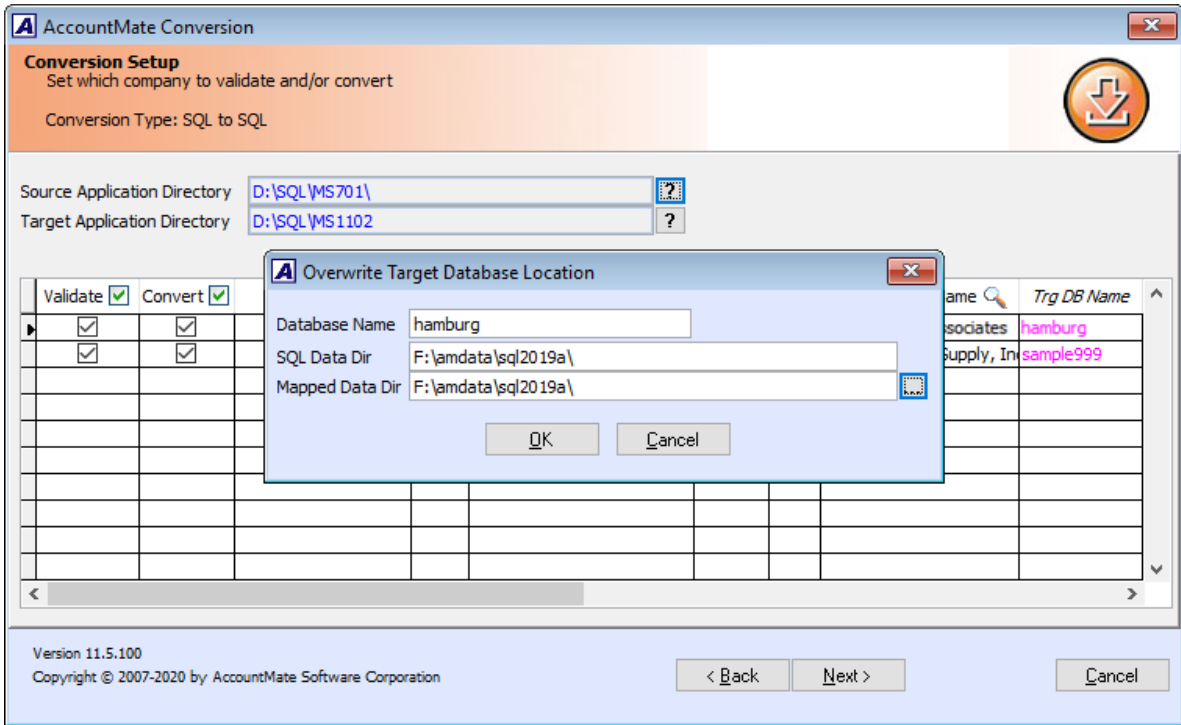 AccountMate Conversion
Conversion Setup
Set which company to validate and/or convert
Conversion Type: SQL to SQL
Source Application Directory D:\SQL\MS701\ ?
Target Application Directory D:\SQL\MS1102 ?
Overwrite Target Database Location
Validate Convert ame Trg DB Name
Database Name hamburg
ssociates hamburg
SQL Data Dir F:\amdata\sql2019a\
Supply, In sample999
Mapped Data Dir F:\amdata\sql2019a\ ...
OK Cancel
Version 11.5.100
Copyright © 2007-2020 by AccountMate Software Corporation
< Back Next > Cancel